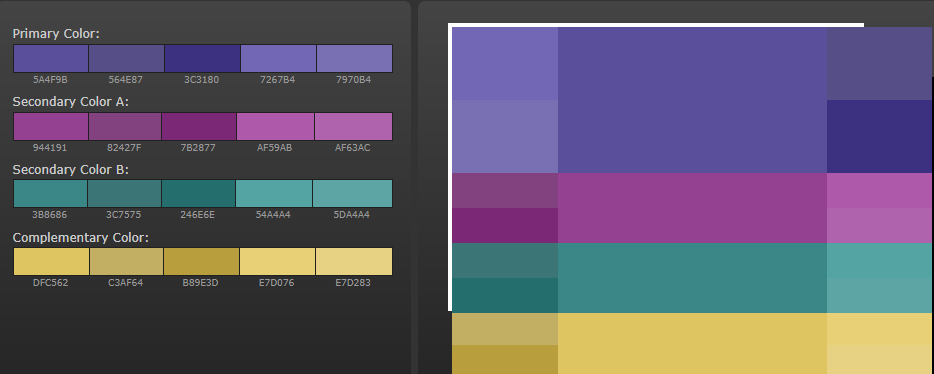 Primary Color:
5A4F9B 564E87 3C3180 7267B4 7970B4
Secondary Color A:
944191 82427F 7B2877 AF59AB AF63AC
Secondary Color B:
3B8686 3C7575 246E6E 54A4A4 5DA4A4
Complementary Color:
DFC562 C3AF64 B89E3D E7D076 E7D283